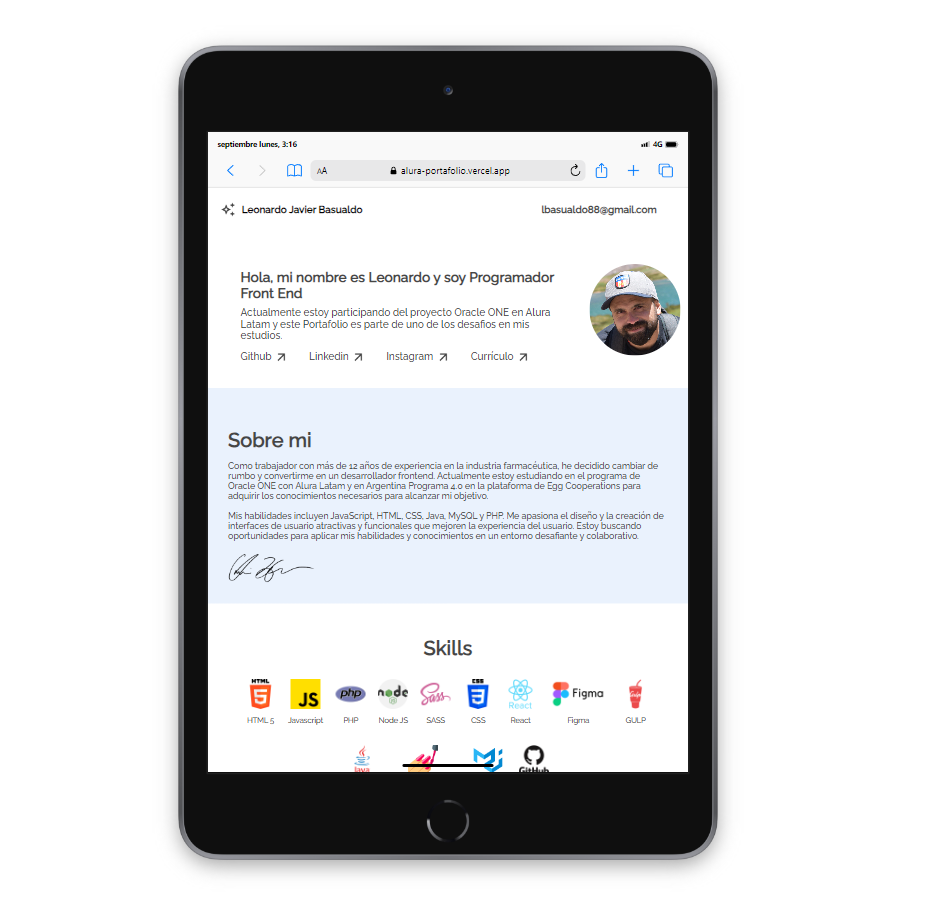 septiembre lunes, 3:16
4G
AA
alura-portafolio.vercel.app
Leonardo Javier Basualdo
lbasualdo88@gmail.com
Hola, mi nombre es Leonardo y soy Programador
Front End
Actualmente estoy participando del proyecto Oracle ONE en Alura
Latam y este Portafolio es parte de uno de los desafios en mis
estudios.
Github
Linkedin
Instagram
Currículo
Sobre mi
Como trabajador con más de 12 años de experiencia en la industria farmacéutica, he decidido cambiar de
rumbo y convertirme en un desarrollador frontend. Actualmente estoy estudiando en el programa de
Oracle ONE con Alura Latam y en Argentina Programa 4.0 en la plataforma de Egg Cooperations para
adquirir los conocimientos necesarios para alcanzar mi objetivo.
Mis habilidades incluyen JavaScript, HTML, CSS, Java, MySQL y PHP. Me apasiona el diseño y la creación de
interfaces de usuario atractivas y funcionales que mejoren la experiencia del usuario. Estoy buscando
oportunidades para aplicar mis habilidades y conocimientos en un entorno desafiante y colaborativo.
Skills
HTML
5
JS
php
node
Sass
CSS
3
React
Figma
Gulp
HTML 5
Javascript
PHP
Node JS
SASS
CSS
React
Figma
GULP
Java
GitHub